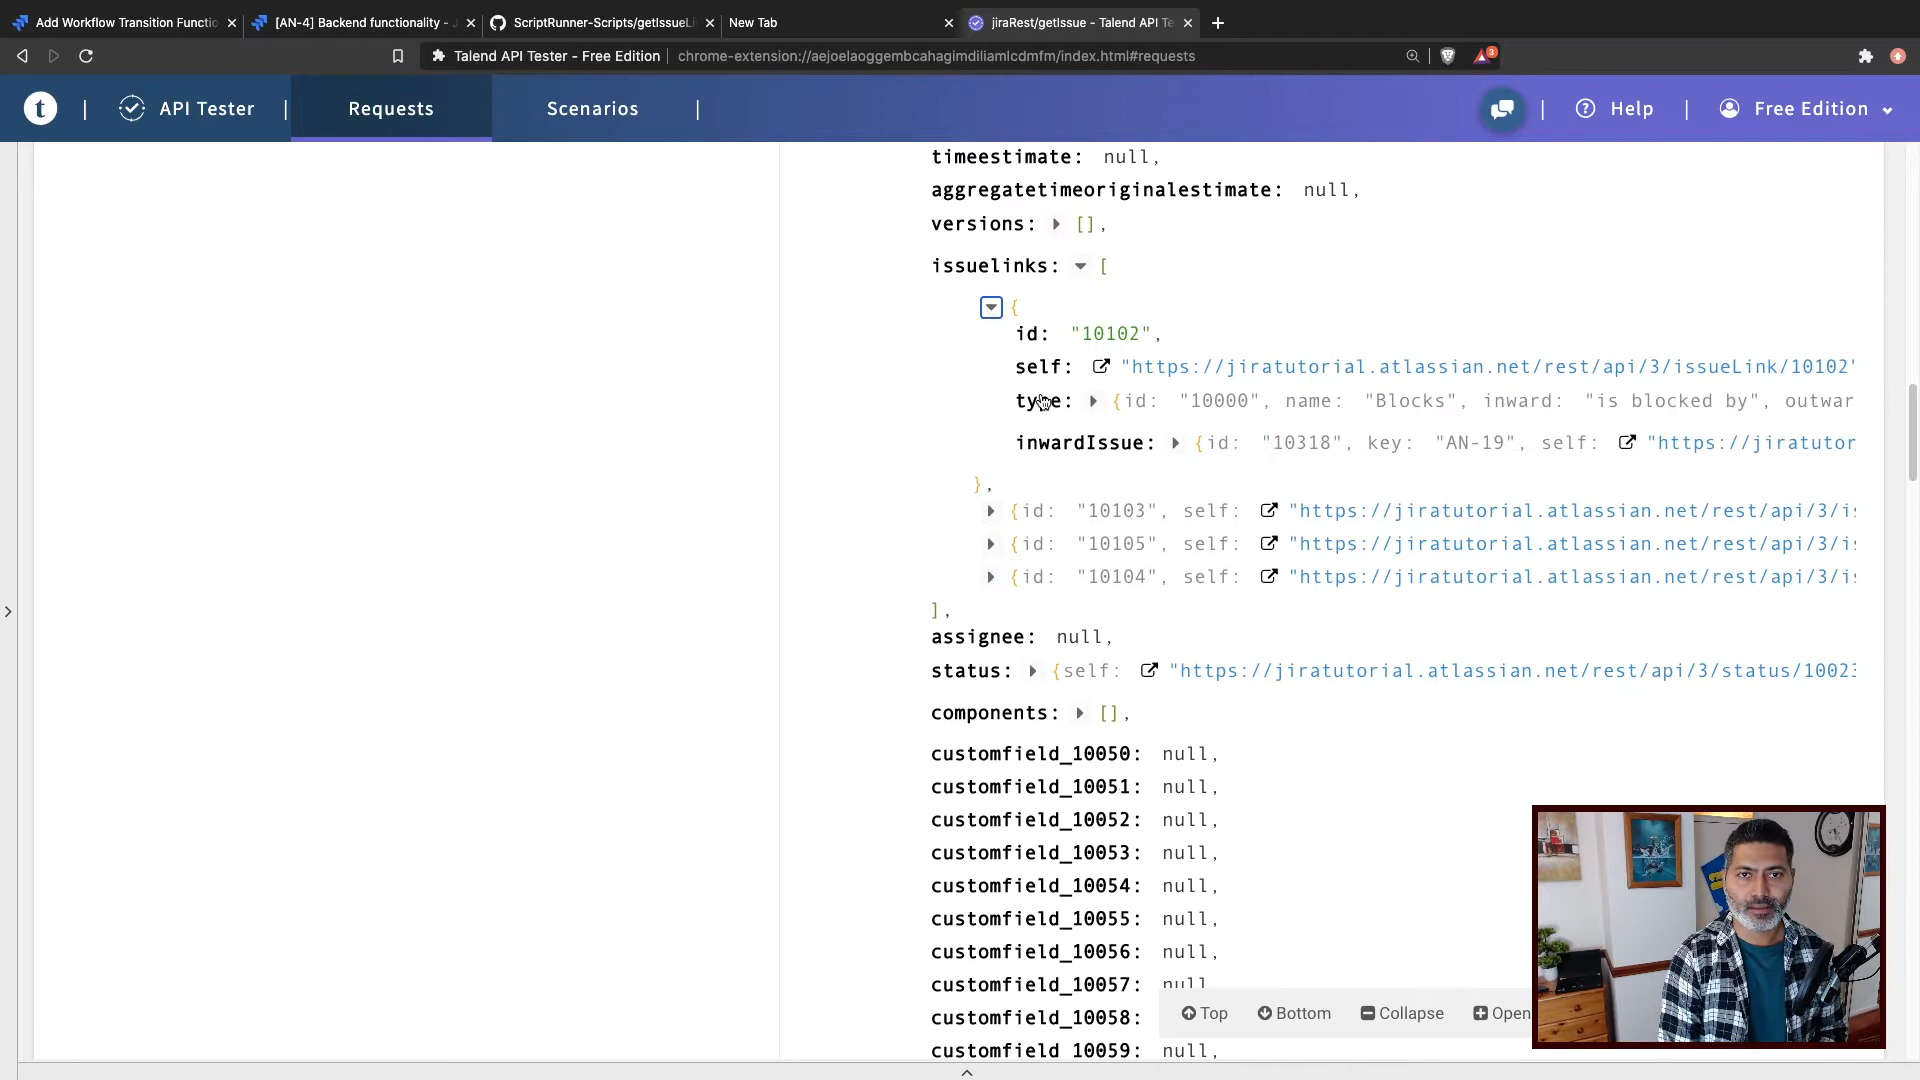 Add Workflow Transition Functio
[AN-4] Backend functionality - J
ScriptRunner-Scripts/getIssueLi
New Tab
jiraRest/getIssue - Talend API Te
Talend API Tester - Free Edition
chrome-extension://aejoelaoggembcahagimdiliamlcdmfm/index.html#requests
3
t
API Tester
Requests
Scenarios
Help
Free Edition
timeestimate: null,
aggregatetimeoriginalestimate: null,
versions: [],
issuelinks: [
{
id: "10102",
self: "https://jiratutorial.atlassian.net/rest/api/3/issueLink/10102"
type: {id: "10000", name: "Blocks", inward: "is blocked by", outwar
inwardIssue: {id: "10318", key: "AN-19", self: "https://jiratutor
},
{id: "10103", self: "https://jiratutorial.atlassian.net/rest/api/3/is
{id: "10105", self: "https://jiratutorial.atlassian.net/rest/api/3/is
{id: "10104", self: "https://jiratutorial.atlassian.net/rest/api/3/is
],
assignee: null,
status: {self: "https://jiratutorial.atlassian.net/rest/api/3/status/10023
components: [],
customfield_10050: null,
customfield_10051: null,
customfield_10052: null,
customfield_10053: null,
customfield_10054: null,
customfield_10055: null,
customfield_10056: null,
customfield_10057: null
customfield_10058:
customfield_10059: null,
Top
Bottom
Collapse
Open